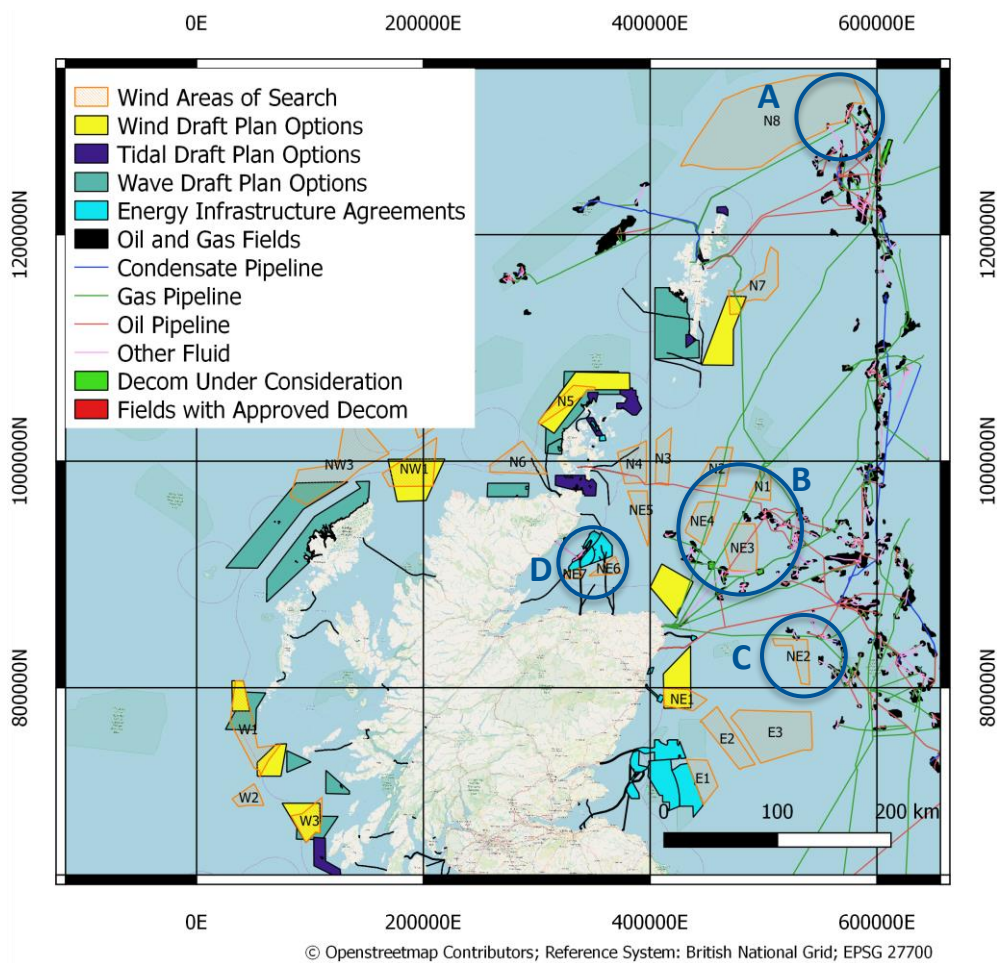 0E
200000E
400000E
600000E
Wind Areas of Search
Wind Draft Plan Options
Tidal Draft Plan Options
Wave Draft Plan Options
Energy Infrastructure Agreements
Oil and Gas Fields
Condensate Pipeline
Gas Pipeline
Oil Pipeline
Other Fluid
Decom Under Consideration
Fields with Approved Decom
A
N8
1200000N
1200000N
N7
N5
1000000N
1000000N
NW3
NW1
N6
N4
N3
N2
N1
B
NE5
NE4
NE3
D
NE7
NE6
C
NE2
800000N
800000N
NE1
W1
E2
E3
W2
E1
W3
0
100
200 km
0E
200000E
400000E
600000E
© Openstreetmap Contributors; Reference System: British National Grid; EPSG 27700